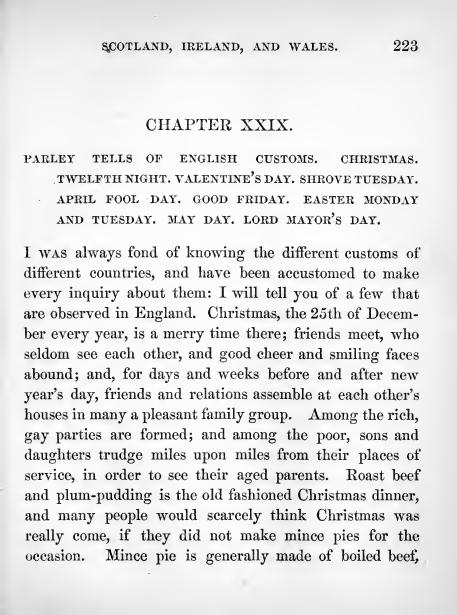 SCOTLAND, IRELAND, AND WALES. 223
CHAPTER XXIX.
PARLEY TELLS OF ENGLISH CUSTOMS. CHRISTMAS.
TWELFTH NIGHT. VALENTINE'S DAY. SHROVE TUESDAY.
APRIL FOOL DAY. GOOD FRIDAY. EASTER MONDAY
AND TUESDAY. MAY DAY. LORD MAYOR'S DAY.
I WAS always fond of knowing the different customs of
different countries, and have been accustomed to make
every inquiry about them: I will tell you of a few that
are observed in England. Christmas, the 25th of Decem-
ber every year, is a merry time there; friends meet, who
seldom see each other, and good cheer and smiling faces
abound; and, for days and weeks before and after new
year's day, friends and relations assemble at each other's
houses in many a pleasant family group. Among the rich,
gay parties are formed; and among the poor, sons and
daughters trudge miles upon miles from their places of
service, in order to see their aged parents. Roast beef
and plum-pudding is the old fashioned Christmas dinner,
and many people would scarcely think Christmas was
really come, if they did not make mince pies for the
occasion. Mince pie is generally made of boiled beef,